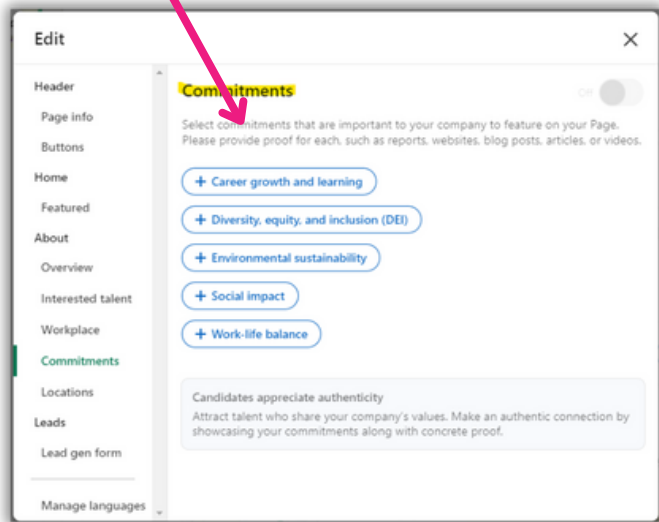 Edit
Header
Page info
Buttons
Home
Featured
About
Overview
Interested talent
Workplace
Commitments
Locations
Leads
Lead gen form
Manage languages
Commitments
Off
Select commitments that are important to your company to feature on your Page.
Please provide proof for each, such as reports, websites, blog posts, articles, or videos.
+ Career growth and learning
+ Diversity, equity, and inclusion (DEI)
+ Environmental sustainability
+ Social impact
+ Work-life balance
Candidates appreciate authenticity
Attract talent who share your company's values. Make an authentic connection by
showcasing your commitments along with concrete proof.